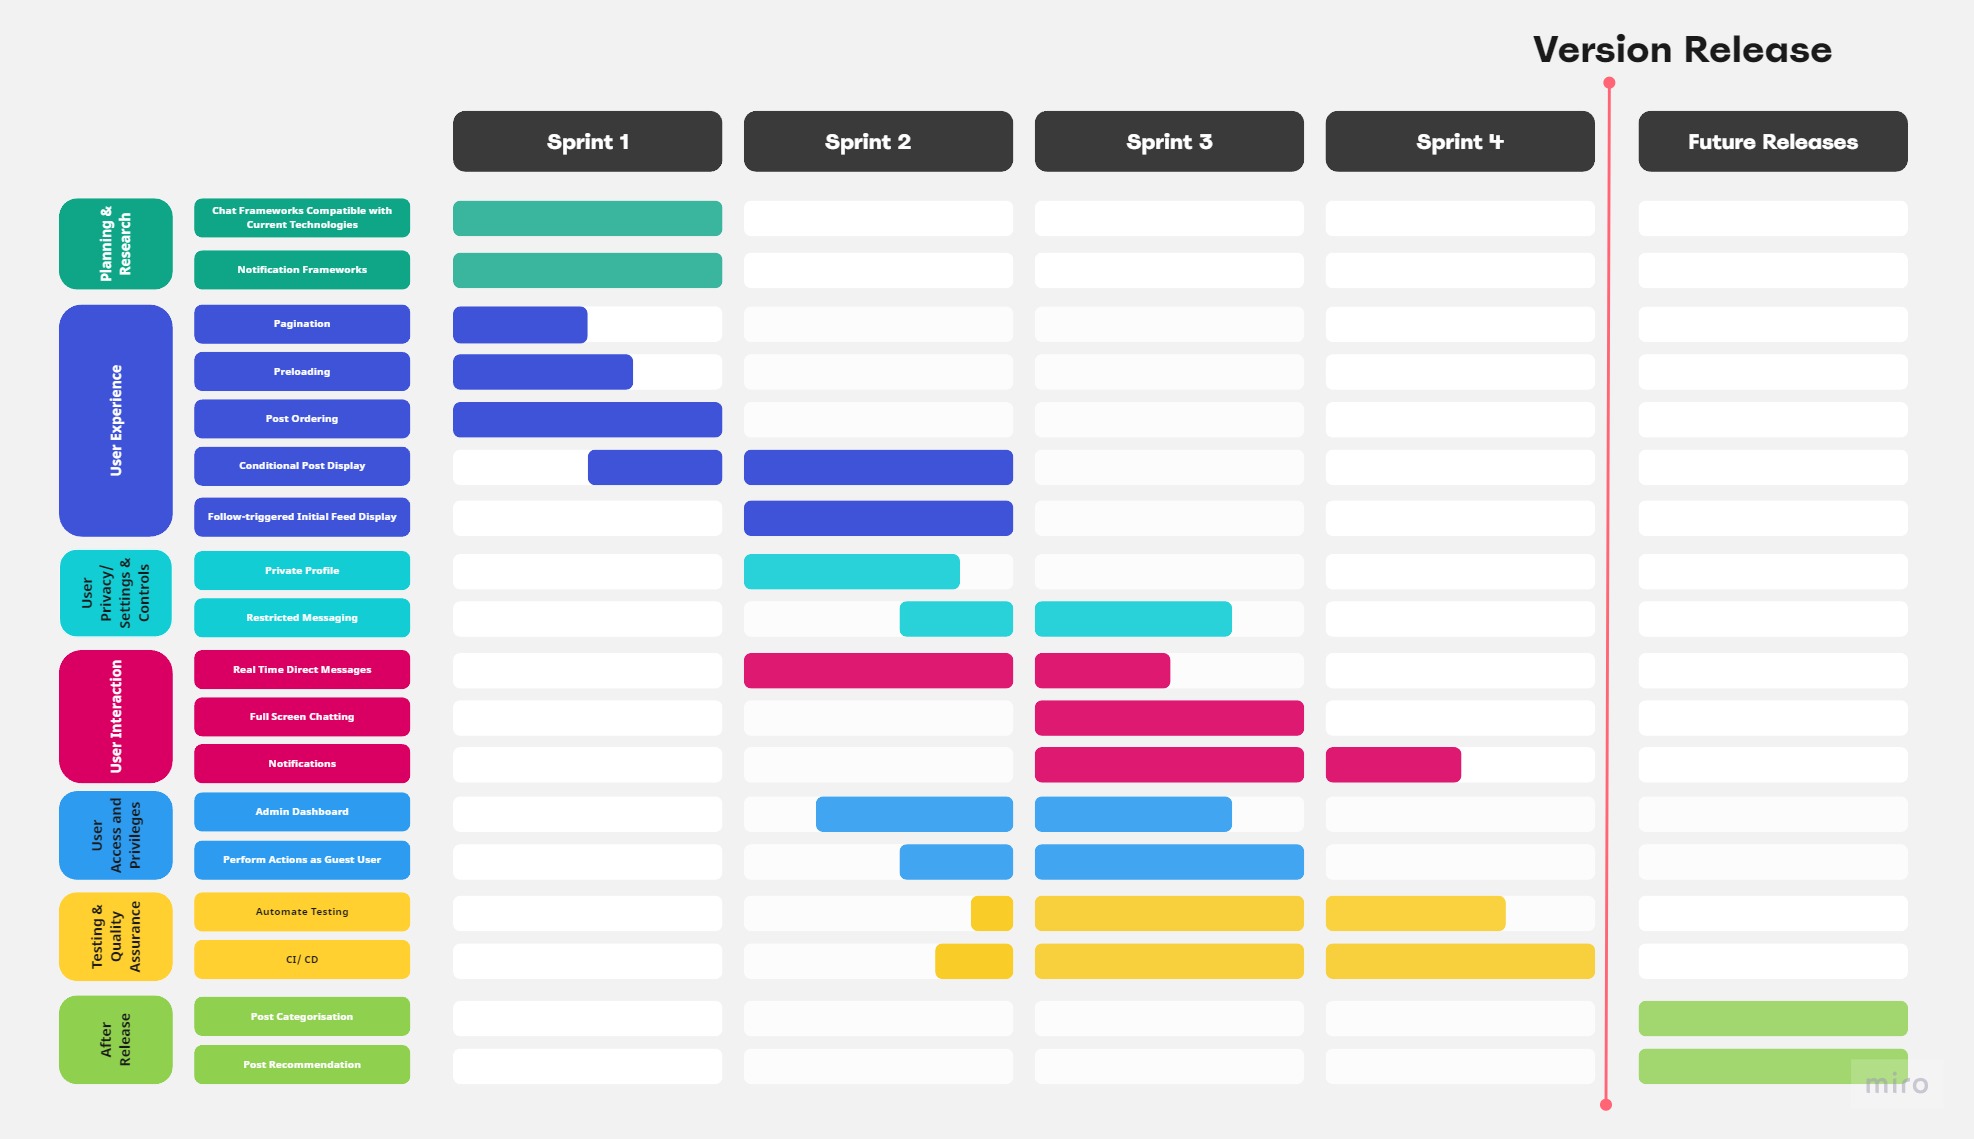 Version Release
Sprint 1
Sprint 2
Sprint 3
Sprint 4
Future Releases
Planning &
Research
Chat Frameworks Compatible with
Current Technologies
Notification Frameworks
User Experience
Pagination
Preloading
Post Ordering
Conditional Post Display
Follow-triggered Initial Feed Display
User
Privacy/
Settings &
Controls
Private Profile
Restricted Messaging
User Interaction
Real Time Direct Messages
Full Screen Chatting
Notifications
User
Access and
Privileges
Admin Dashboard
Perform Actions as Guest User
Testing &
Quality
Assurance
Automate Testing
CI/ CD
After
Release
Post Categorisation
Post Recommendation
miro